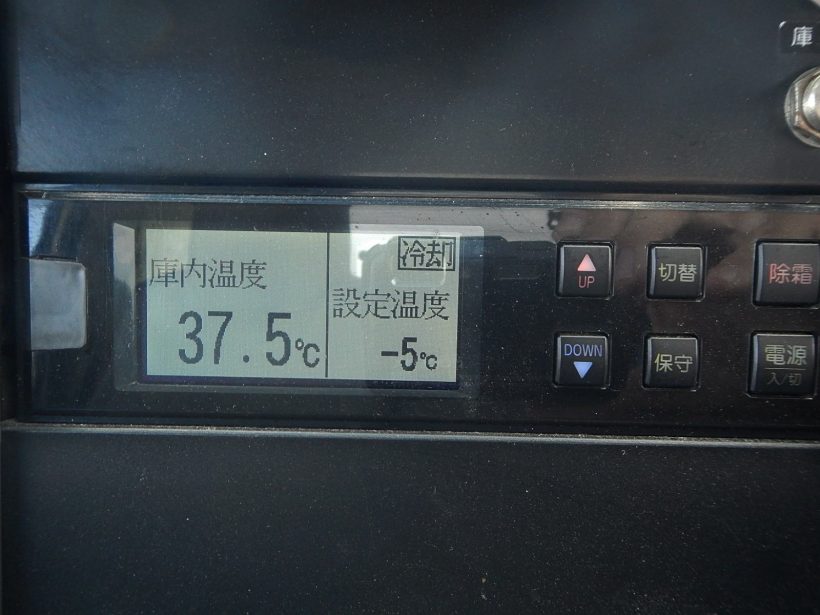 庫
庫内温度
37.5℃
冷却
設定温度
-5℃
UP
切替
除霜
DOWN
保守
電源
入/切